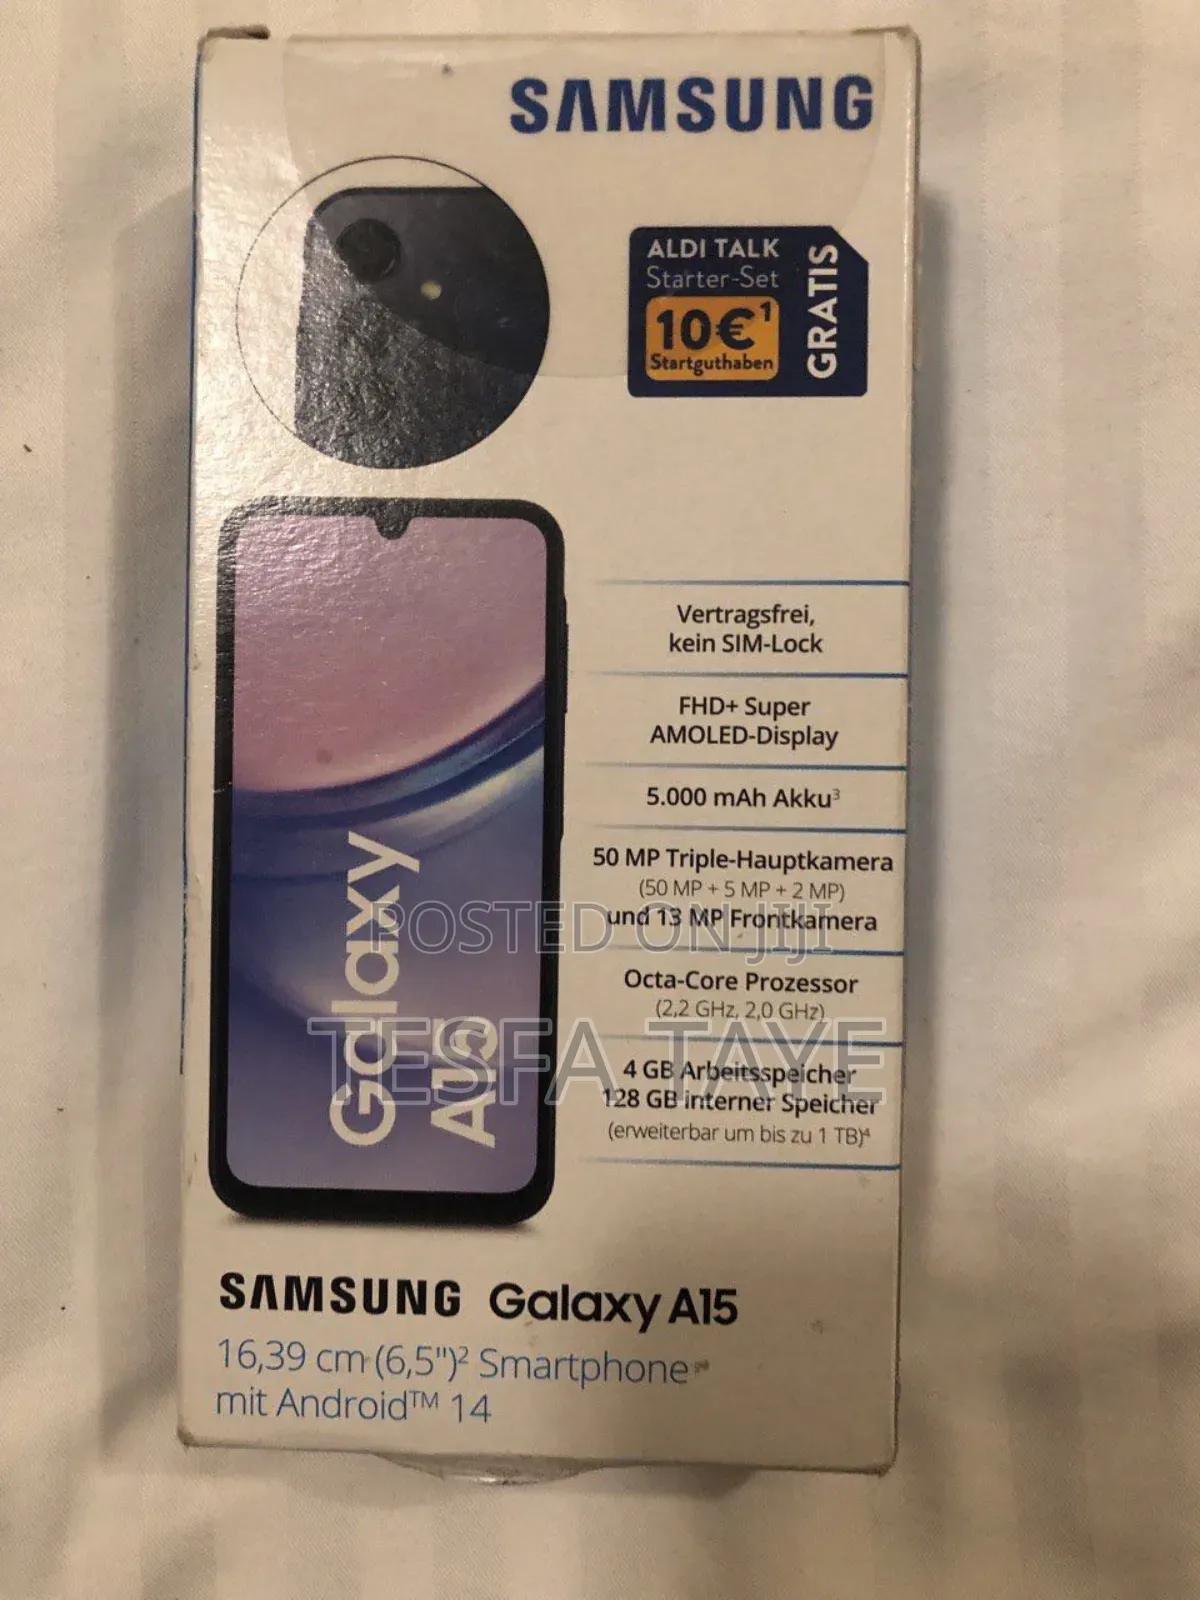 SAMSUNG
ALDI TALK
Starter-Set
10€¹
Startguthaben
GRATIS
Vertragsfrei,
kein SIM-Lock
FHD+ Super
AMOLED-Display
5.000 mAh Akku³
50 MP Triple-Hauptkamera
(50 MP + 5 MP + 2 MP)
und 13 MP Frontkamera
POSTED ON JIJI
Octa-Core Prozessor
(2,2 GHz, 2,0 GHz)
TESFA TAYE
4 GB Arbeitsspeicher
128 GB interner Speicher
(erweiterbar um bis zu 1 TB)⁴
Galaxy
A15
SAMSUNG Galaxy A15
16,39 cm (6,5")² Smartphone
mit Android™ 14